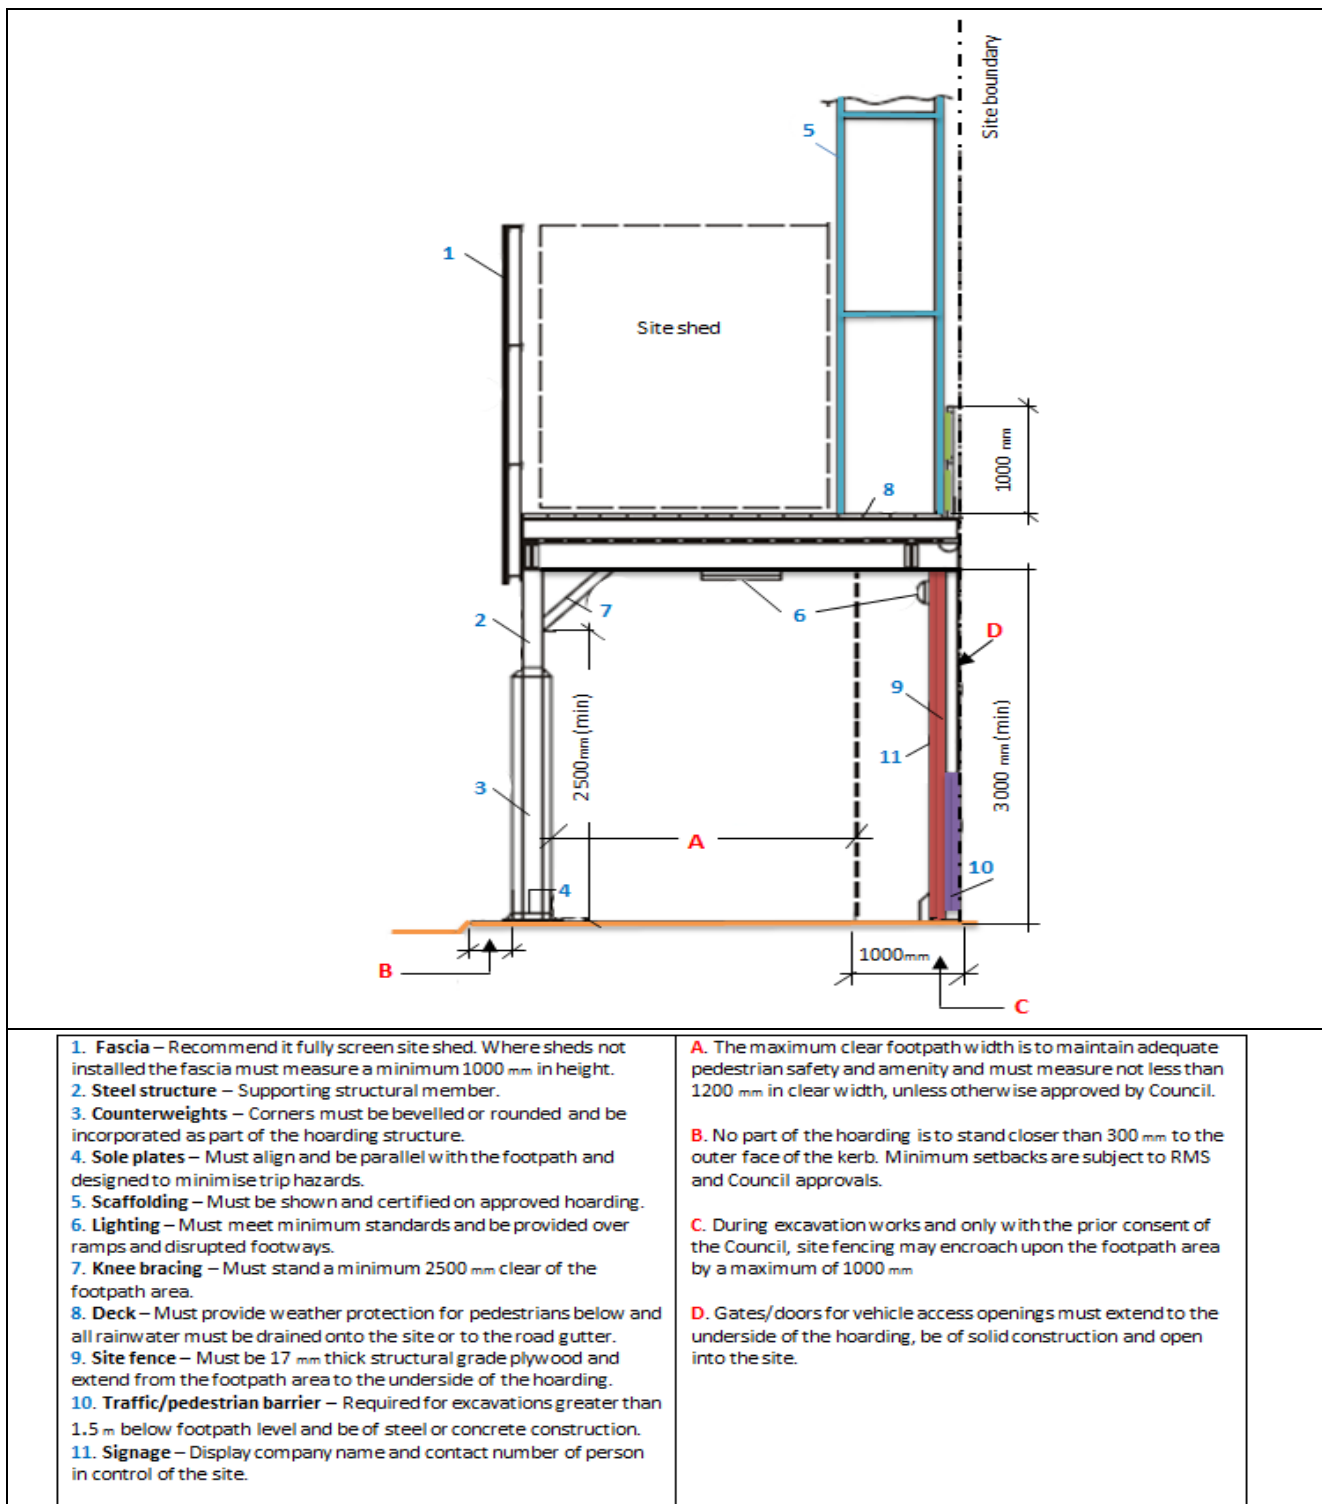 Site boundary
5
1
Site shed
1000 mm
8
7
6
2
D
9
2500mm (min)
3000 mm (min)
11
3
A
10
4
1000mm
B
C
1. Fascia – Recommend it fully screen site shed. Where sheds not
installed the fascia must measure a minimum 1000 mm in height.
2. Steel structure – Supporting structural member.
3. Counterweights – Corners must be bevelled or rounded and be
incorporated as part of the hoarding structure.
4. Sole plates – Must align and be parallel with the footpath and
designed to minimise trip hazards.
5. Scaffolding – Must be shown and certified on approved hoarding.
6. Lighting – Must meet minimum standards and be provided over
ramps and disrupted footways.
7. Knee bracing – Must stand a minimum 2500 mm clear of the
footpath area.
8. Deck – Must provide weather protection for pedestrians below and
all rainwater must be drained onto the site or to the road gutter.
9. Site fence – Must be 17 mm thick structural grade plywood and
extend from the footpath area to the underside of the hoarding.
10. Traffic/pedestrian barrier – Required for excavations greater than
1.5 m below footpath level and be of steel or concrete construction.
11. Signage – Display company name and contact number of person
in control of the site.
A. The maximum clear footpath width is to maintain adequate
pedestrian safety and amenity and must measure not less than
1200 mm in clear width, unless otherwise approved by Council.
B. No part of the hoarding is to stand closer than 300 mm to the
outer face of the kerb. Minimum setbacks are subject to RMS
and Council approvals.
C. During excavation works and only with the prior consent of
the Council, site fencing may encroach upon the footpath area
by a maximum of 1000 mm
D. Gates/doors for vehicle access openings must extend to the
underside of the hoarding, be of solid construction and open
into the site.